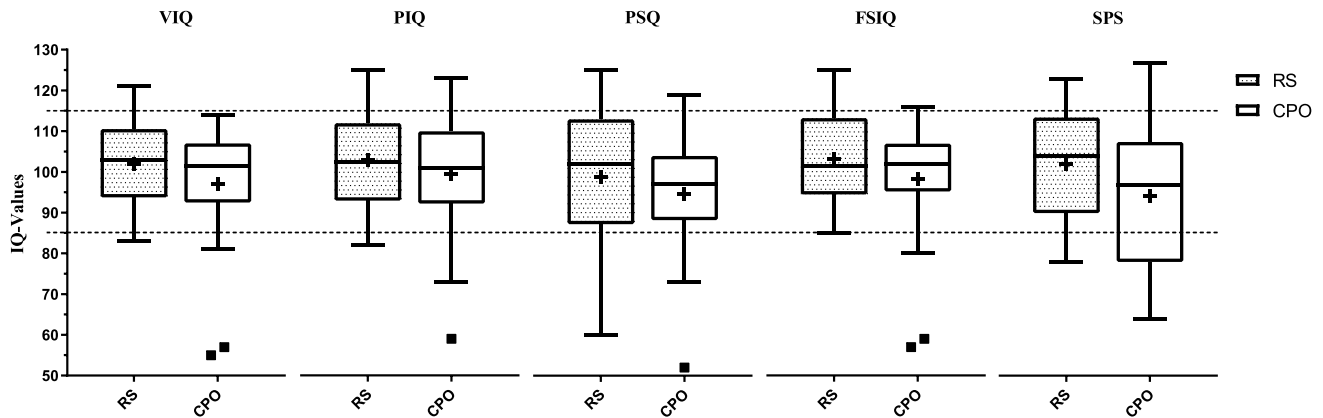 VIQ PIQ PSQ FSIQ SPS
IQ-Values
130
120
110
100
90
80
70
60
50
RS CPO RS CPO RS CPO RS CPO RS CPO
RS
CPO